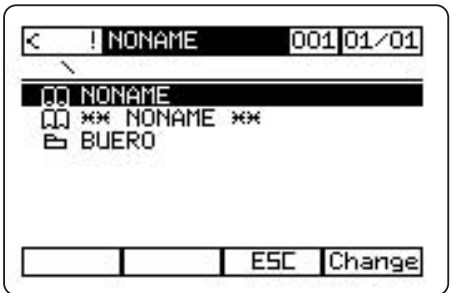 < ! NONAME 001 01/01
\
NONAME
** NONAME **
BUERO
ESC Change